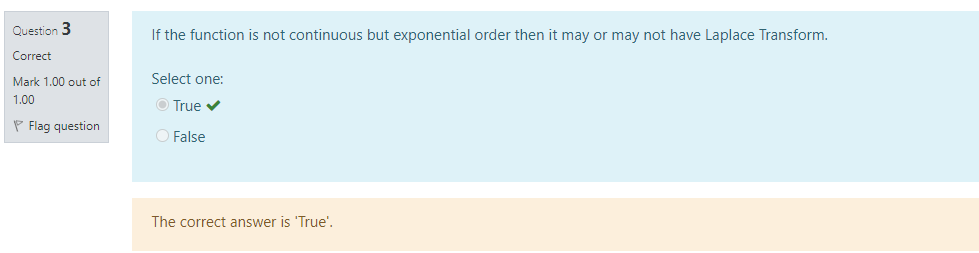 Question 3
Correct
Mark 1.00 out of
1.00
Flag question
If the function is not continuous but exponential order then it may or may not have Laplace Transform.
Select one:
True
False
The correct answer is 'True'.